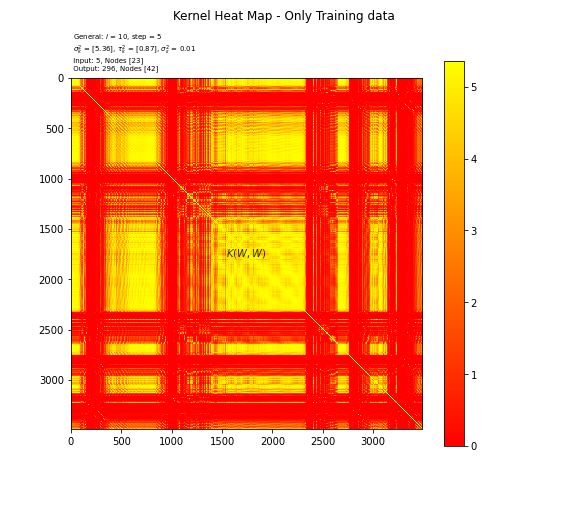 Kernel Heat Map - Only Training data
General: l = 10, step = 5
σ_f^2 = [5.36], τ_f^2 = [0.87], σ_ε^2 = 0.01
Input: 5, Nodes [23]
Output: 296, Nodes [42]
0
500
1000
1500
2000
2500
3000
K(W, W)
0 500 1000 1500 2000 2500 3000
5
4
3
2
1
0